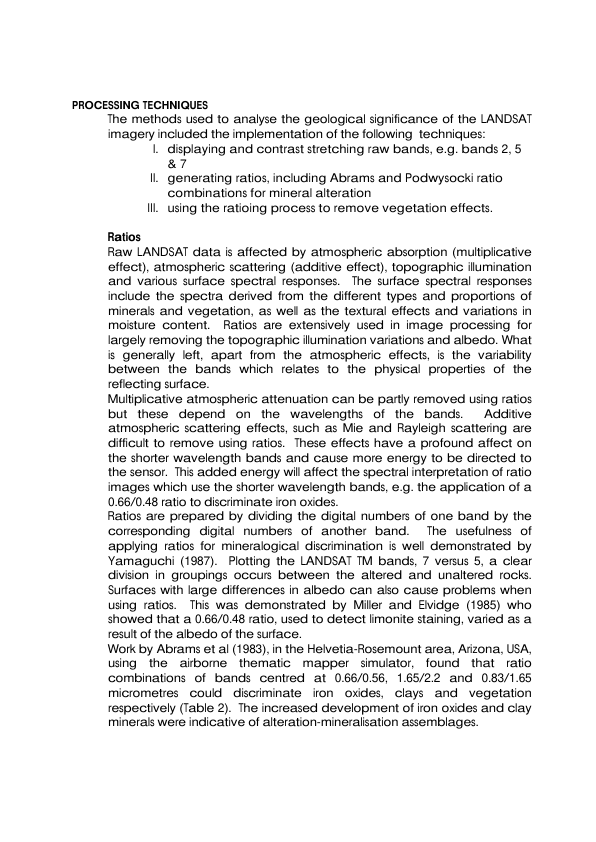 PROCESSING TECHNIQUES
The methods used to analyse the geological significance of the LANDSAT
imagery included the implementation of the following techniques:
I. displaying and contrast stretching raw bands, e.g. bands 2, 5
& 7
II. generating ratios, including Abrams and Podwysocki ratio
combinations for mineral alteration
III. using the ratioing process to remove vegetation effects.
Ratios
Raw LANDSAT data is affected by atmospheric absorption (multiplicative
effect), atmospheric scattering (additive effect), topographic illumination
and various surface spectral responses. The surface spectral responses
include the spectra derived from the different types and proportions of
minerals and vegetation, as well as the textural effects and variations in
moisture content. Ratios are extensively used in image processing for
largely removing the topographic illumination variations and albedo. What
is generally left, apart from the atmospheric effects, is the variability
between the bands which relates to the physical properties of the
reflecting surface.
Multiplicative atmospheric attenuation can be partly removed using ratios
but these depend on the wavelengths of the bands. Additive
atmospheric scattering effects, such as Mie and Rayleigh scattering are
difficult to remove using ratios. These effects have a profound affect on
the shorter wavelength bands and cause more energy to be directed to
the sensor. This added energy will affect the spectral interpretation of ratio
images which use the shorter wavelength bands, e.g. the application of a
0.66/0.48 ratio to discriminate iron oxides.
Ratios are prepared by dividing the digital numbers of one band by the
corresponding digital numbers of another band. The usefulness of
applying ratios for mineralogical discrimination is well demonstrated by
Yamaguchi (1987). Plotting the LANDSAT TM bands, 7 versus 5, a clear
division in groupings occurs between the altered and unaltered rocks.
Surfaces with large differences in albedo can also cause problems when
using ratios. This was demonstrated by Miller and Elvidge (1985) who
showed that a 0.66/0.48 ratio, used to detect limonite staining, varied as a
result of the albedo of the surface.
Work by Abrams et al (1983), in the Helvetia-Rosemount area, Arizona, USA,
using the airborne thematic mapper simulator, found that ratio
combinations of bands centred at 0.66/0.56, 1.65/2.2 and 0.83/1.65
micrometres could discriminate iron oxides, clays and vegetation
respectively (Table 2). The increased development of iron oxides and clay
minerals were indicative of alteration-mineralisation assemblages.